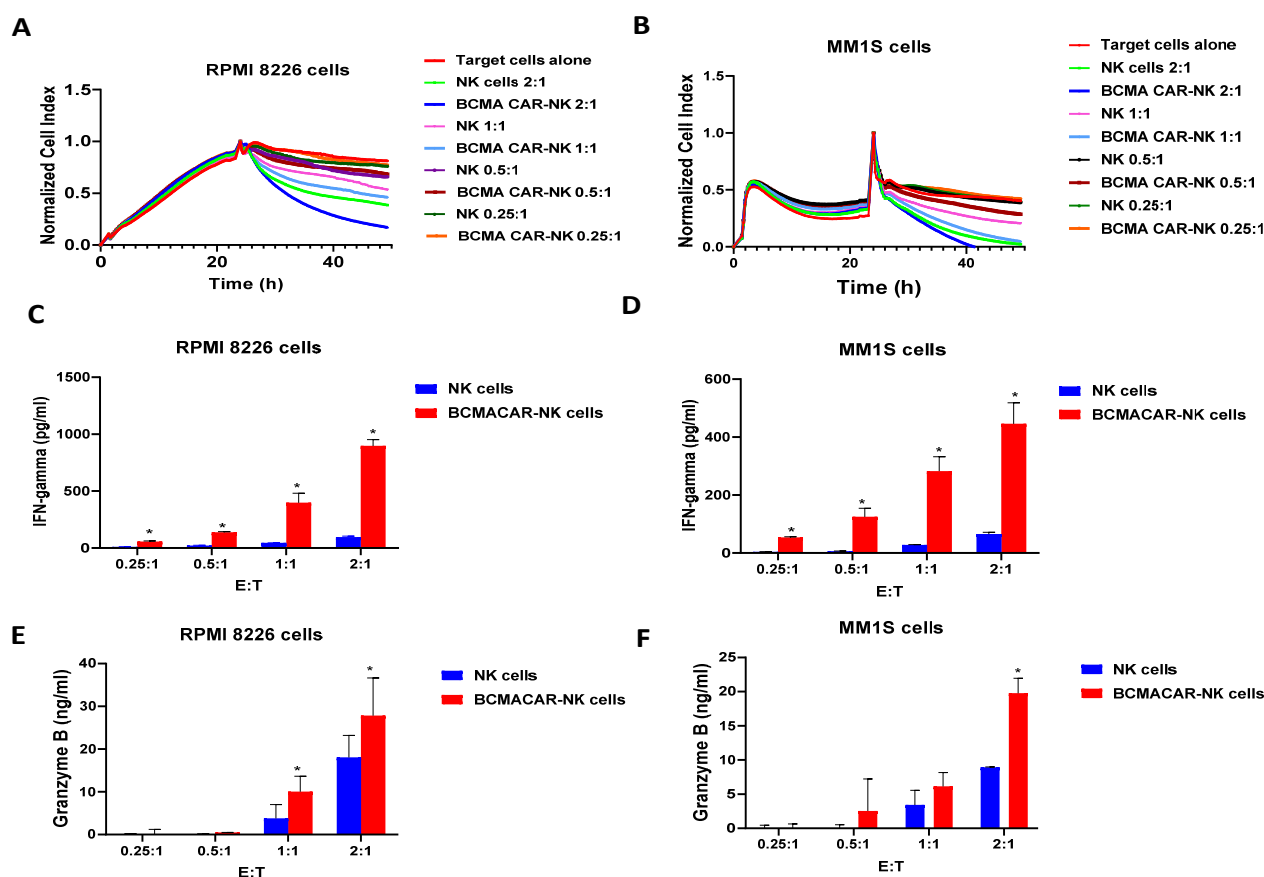 A
RPMI 8226 cells
Normalized Cell Index
1.5
1.0
0.5
0.0
0
20
40
Time (h)
Target cells alone
NK cells 2:1
BCMA CAR-NK 2:1
NK 1:1
BCMA CAR-NK 1:1
NK 0.5:1
BCMA CAR-NK 0.5:1
NK 0.25:1
BCMA CAR-NK 0.25:1
B
MM1S cells
Normalized Cell Index
1.5
1.0
0.5
0.0
0
20
40
Time (h)
Target cells alone
NK cells 2:1
BCMA CAR-NK 2:1
NK 1:1
BCMA CAR-NK 1:1
NK 0.5:1
BCMA CAR-NK 0.5:1
NK 0.25:1
BCMA CAR-NK 0.25:1
C
RPMI 8226 cells
IFN-gamma (pg/ml)
1500
1000
500
0
*
*
*
*
0.25:1
0.5:1
1:1
2:1
E:T
NK cells
BCMACAR-NK cells
D
MM1S cells
IFN-gamma (pg/ml)
600
400
200
0
*
*
*
*
0.25:1
0.5:1
1:1
2:1
E:T
NK cells
BCMACAR-NK cells
E
RPMI 8226 cells
Granzyme B (ng/ml)
40
30
20
10
0
*
*
0.25:1
0.5:1
1:1
2:1
E:T
NK cells
BCMACAR-NK cells
F
MM1S cells
Granzyme B (ng/ml)
25
20
15
10
5
0
*
0.25:1
0.5:1
1:1
2:1
E:T
NK cells
BCMACAR-NK cells